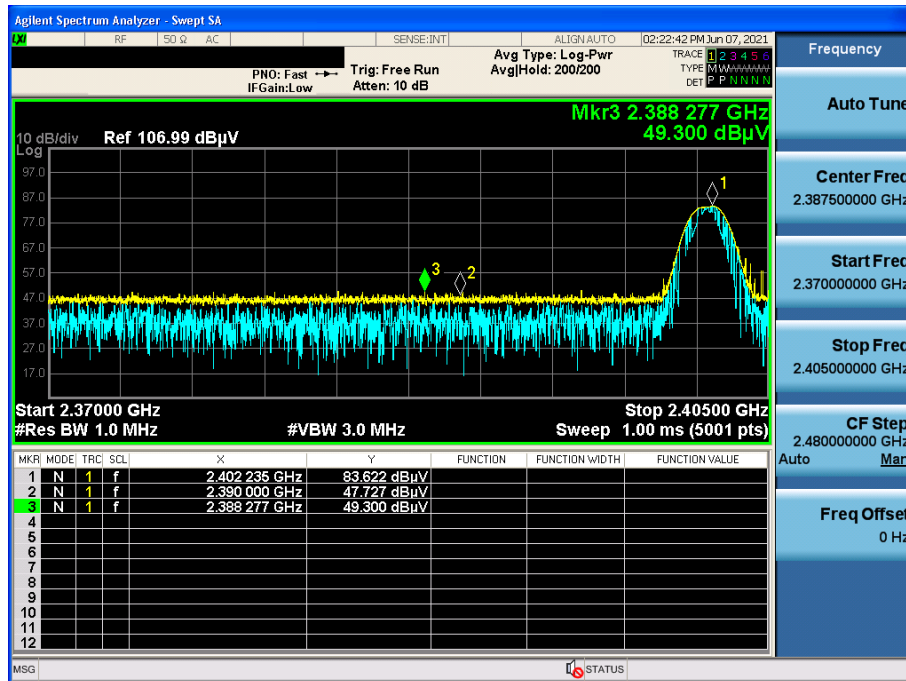 Agilent Spectrum Analyzer - Swept SA
LXI RF 50 Ω AC SENSE:INT ALIGN AUTO 02:22:42 PM Jun 07, 2021
PNO: Fast Trig: Free Run Avg Type: Log-Pwr TRACE 1 2 3 4 5 6
IFGain:Low Atten: 10 dB Avg|Hold: 200/200 TYPE M W W W W W
DET P P N N N N
Mkr3 2.388 277 GHz
49.300 dBµV
10 dB/div Ref 106.99 dBµV
Log
97.0
87.0
77.0
67.0
57.0
47.0
37.0
27.0
17.0
1
3
2
Start 2.37000 GHz Stop 2.40500 GHz
#Res BW 1.0 MHz #VBW 3.0 MHz Sweep 1.00 ms (5001 pts)
MKR MODE TRC SCL X Y FUNCTION FUNCTION WIDTH FUNCTION VALUE
1 N 1 f 2.402 235 GHz 83.622 dBµV
2 N 1 f 2.390 000 GHz 47.727 dBµV
3 N 1 f 2.388 277 GHz 49.300 dBµV
4
5
6
7
8
9
10
11
12
MSG STATUS
Frequency
Auto Tune
Center Freq
2.387500000 GHz
Start Freq
2.370000000 GHz
Stop Freq
2.405000000 GHz
CF Step
2.480000000 GHz
Auto Man
Freq Offset
0 Hz